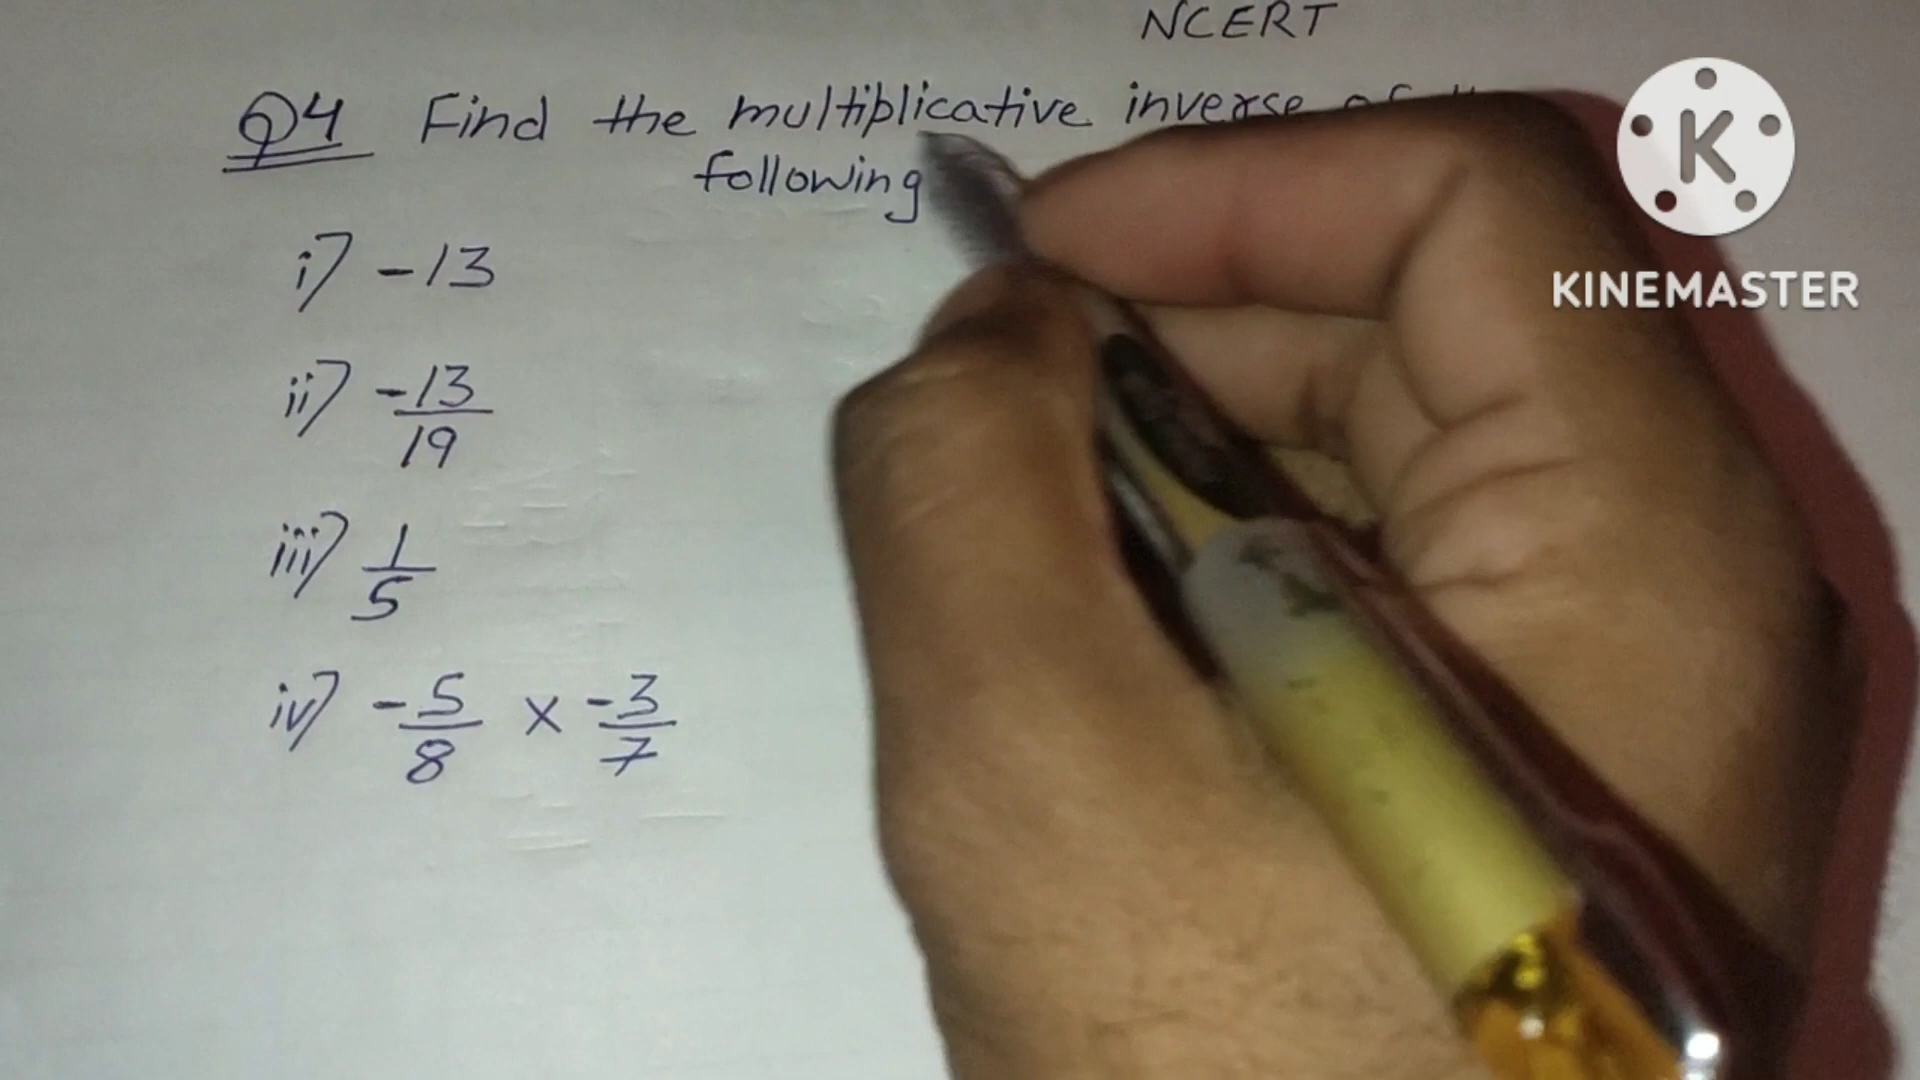 NCERT
Q4 Find the multiplicative inverse of
following
i) -13
ii) -13/19
iii) 1/5
iv) -5/8 × -3/7
K
KINEMASTER